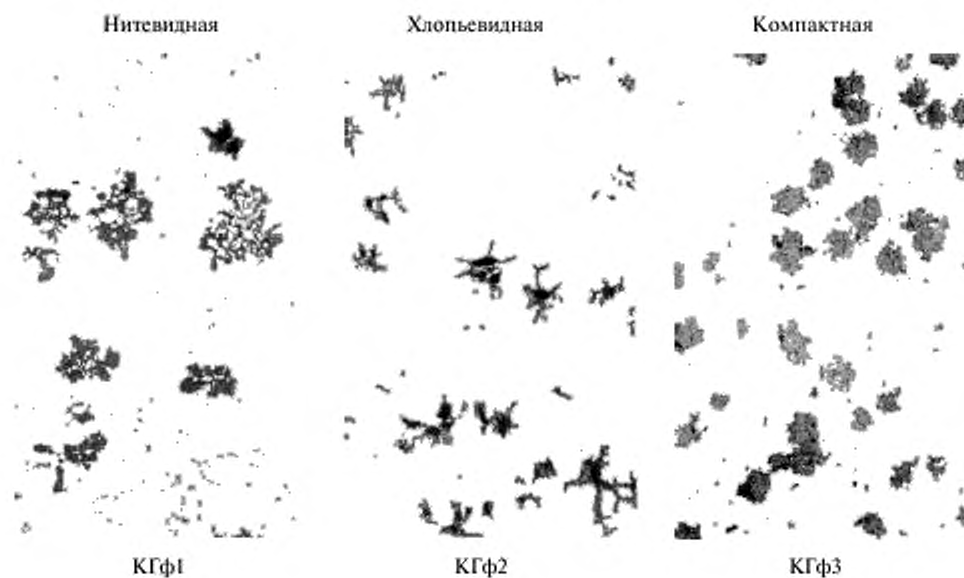 Нитевидная Хлопьевидная Компактная
КГф1 КГф2 КГф3